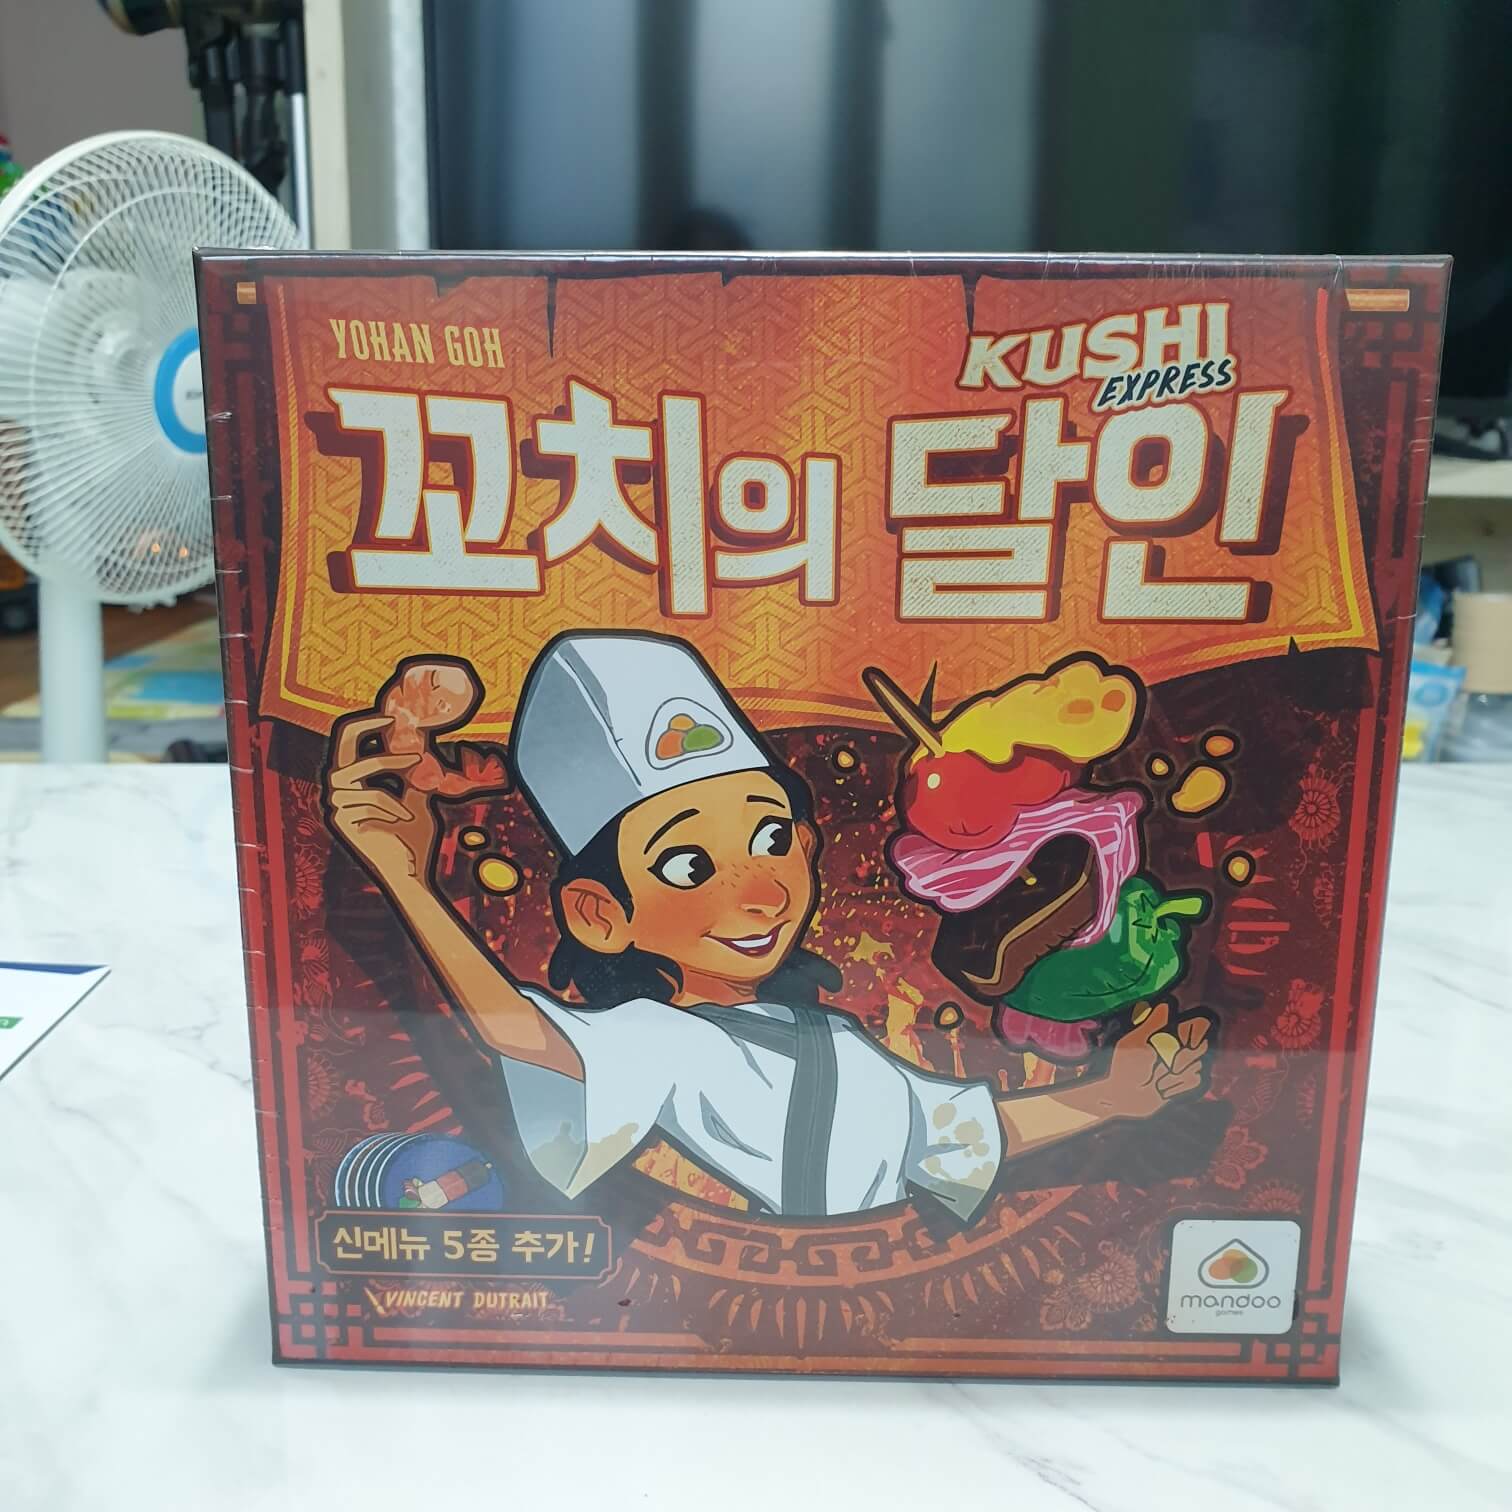 YOHAN GOH
KUSHI
EXPRESS
꼬치의 달인
신메뉴 5종 추가!
VINCENT DUTRAIT
mandoo
games